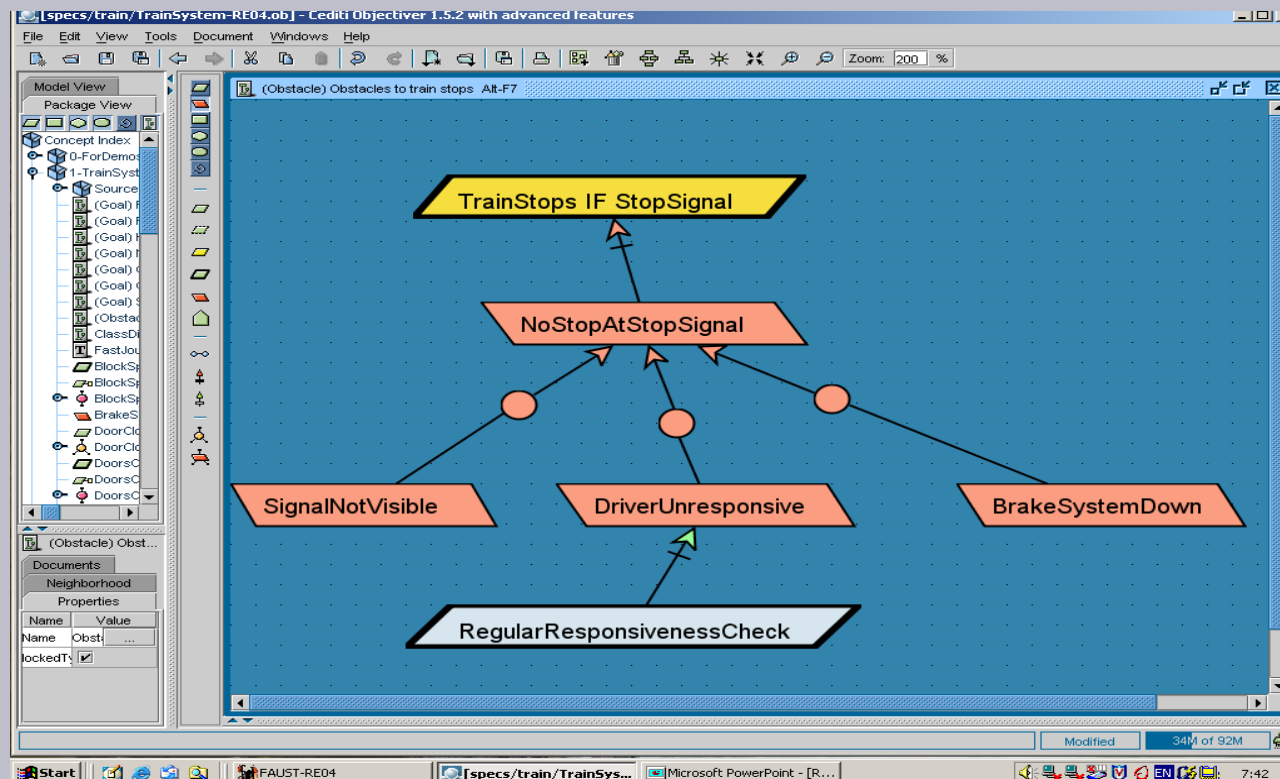 [specs/train/TrainSystem-RE04.ob] - Cediti Objectiver 1.5.2 with advanced features
File Edit View Tools Document Windows Help
Zoom: 200 %
Model View
Package View
Concept Index
0-ForDemos
1-TrainSyst
Source
(Goal)
(Goal)
(Goal)
(Goal)
(Goal)
(Goal)
(Goal) S
(Obstac
ClassDi
FastJou
BlockSp
BlockSp
BlockSp
BrakeS
DoorClo
DoorClo
DoorsC
DoorsC
DoorsC
(Obstacle) Obst...
Documents
Neighborhood
Properties
Name Value
Name Obsta ...
lockedTy
(Obstacle) Obstacles to train stops Alt-F7
TrainStops IF StopSignal
NoStopAtStopSignal
SignalNotVisible
DriverUnresponsive
BrakeSystemDown
RegularResponsivenessCheck
Modified
34M of 92M
Start
FAUST-RE04
[specs/train/TrainSys...
Microsoft PowerPoint - [R...
EN
7:42